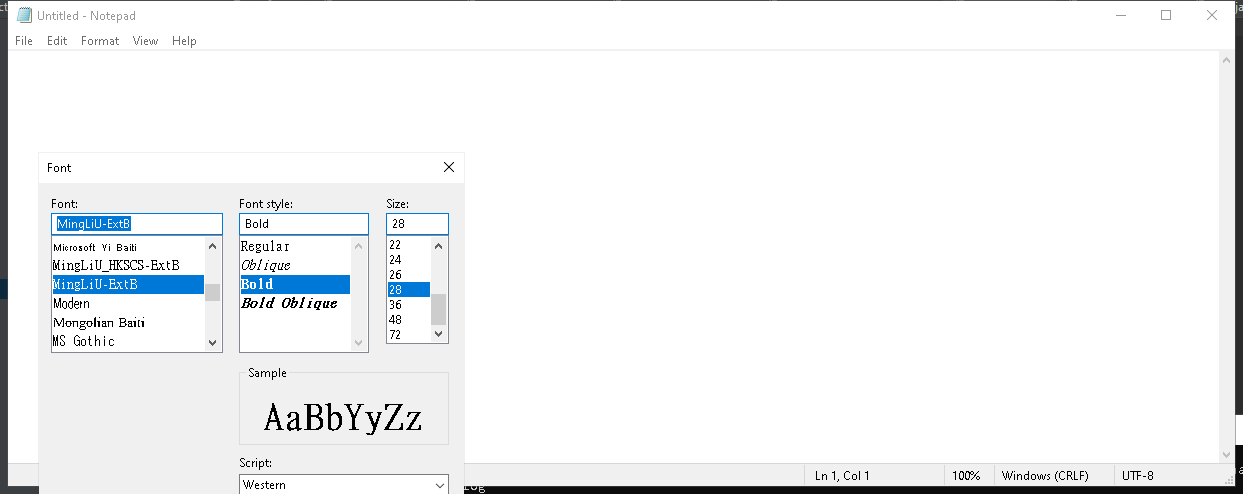 Untitled - Notepad
File Edit Format View Help
Font
Font: Font style: Size:
MingLiU-ExtB Bold 28
Microsoft Yi Baiti
MingLiU_HKSCS-ExtB
MingLiU-ExtB
Modern
Mongolian Baiti
MS Gothic
Regular
Oblique
Bold
Bold Oblique
22
24
26
28
36
48
72
Sample
AaBbYyZz
Script:
Western
Ln 1, Col 1 100% Windows (CRLF) UTF-8